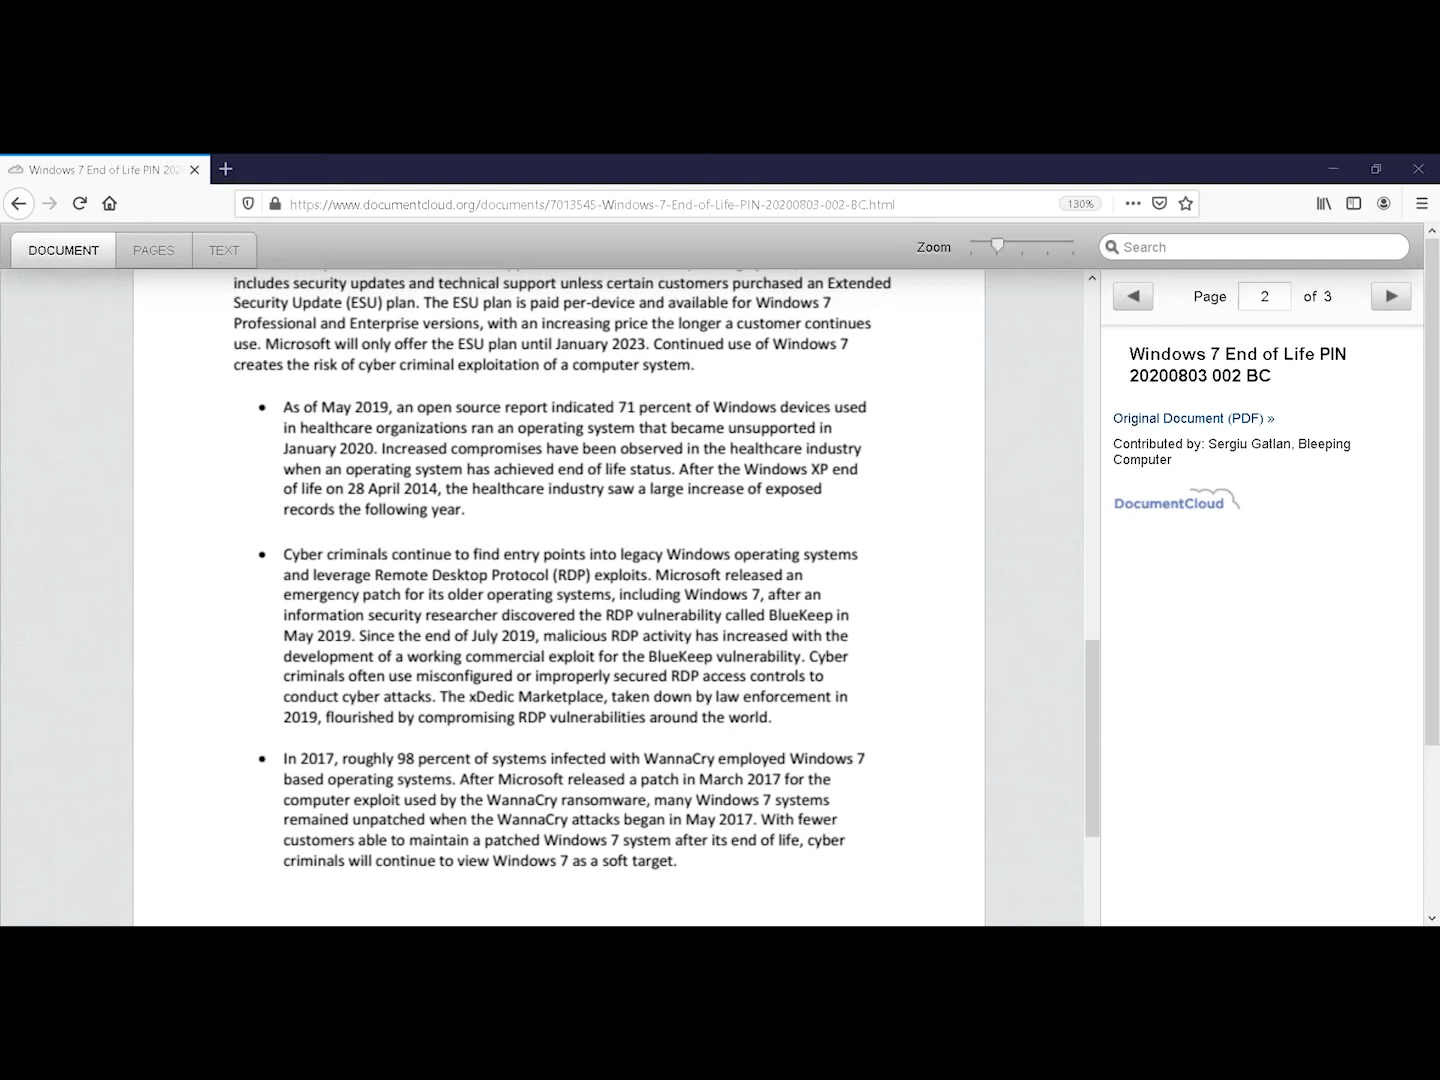 Windows 7 End of Life PIN 202
https://www.documentcloud.org/documents/7013545-Windows-7-End-of-Life-PIN-20200803-002-BC.html
130%
DOCUMENT
PAGES
TEXT
Zoom
Search
includes security updates and technical support unless certain customers purchased an Extended
Security Update (ESU) plan. The ESU plan is paid per-device and available for Windows 7
Professional and Enterprise versions, with an increasing price the longer a customer continues
use. Microsoft will only offer the ESU plan until January 2023. Continued use of Windows 7
creates the risk of cyber criminal exploitation of a computer system.
• As of May 2019, an open source report indicated 71 percent of Windows devices used
in healthcare organizations ran an operating system that became unsupported in
January 2020. Increased compromises have been observed in the healthcare industry
when an operating system has achieved end of life status. After the Windows XP end
of life on 28 April 2014, the healthcare industry saw a large increase of exposed
records the following year.
• Cyber criminals continue to find entry points into legacy Windows operating systems
and leverage Remote Desktop Protocol (RDP) exploits. Microsoft released an
emergency patch for its older operating systems, including Windows 7, after an
information security researcher discovered the RDP vulnerability called BlueKeep in
May 2019. Since the end of July 2019, malicious RDP activity has increased with the
development of a working commercial exploit for the BlueKeep vulnerability. Cyber
criminals often use misconfigured or improperly secured RDP access controls to
conduct cyber attacks. The xDedic Marketplace, taken down by law enforcement in
2019, flourished by compromising RDP vulnerabilities around the world.
• In 2017, roughly 98 percent of systems infected with WannaCry employed Windows 7
based operating systems. After Microsoft released a patch in March 2017 for the
computer exploit used by the WannaCry ransomware, many Windows 7 systems
remained unpatched when the WannaCry attacks began in May 2017. With fewer
customers able to maintain a patched Windows 7 system after its end of life, cyber
criminals will continue to view Windows 7 as a soft target.
Page 2 of 3
Windows 7 End of Life PIN
20200803 002 BC
Original Document (PDF) »
Contributed by: Sergiu Gatlan, Bleeping
Computer
DocumentCloud